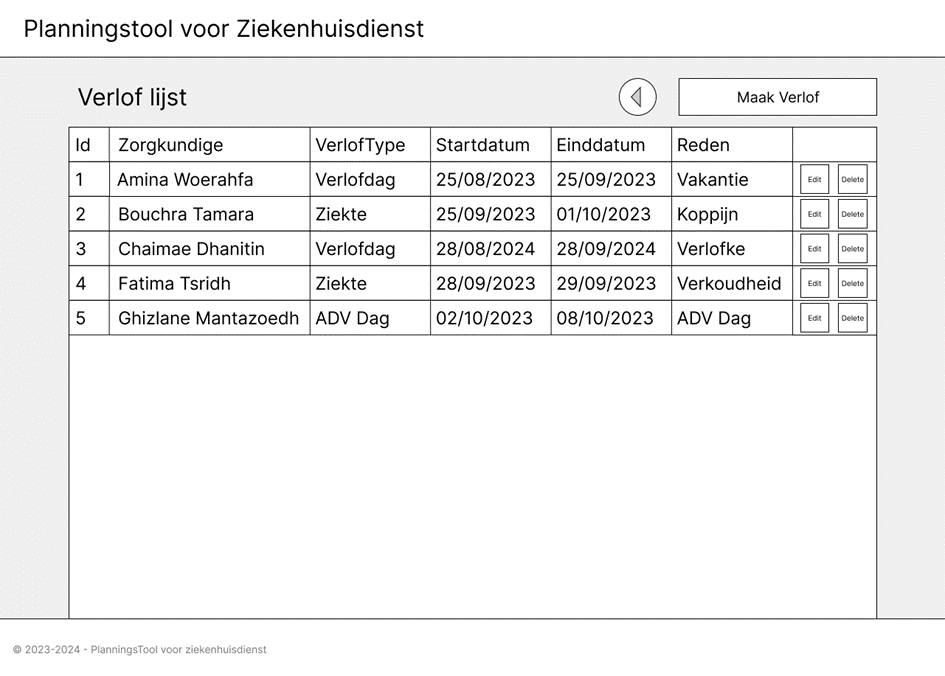 Planningstool voor Ziekenhuisdienst
Verlof lijst
Maak Verlof
Id Zorgkundige VerlofType Startdatum Einddatum Reden
1 Amina Woerahfa Verlofdag 25/08/2023 25/09/2023 Vakantie Edit Delete
2 Bouchra Tamara Ziekte 25/09/2023 01/10/2023 Koppijn Edit Delete
3 Chaimae Dhanitin Verlofdag 28/08/2024 28/09/2024 Verlofke Edit Delete
4 Fatima Tsridh Ziekte 28/09/2023 29/09/2023 Verkoudheid Edit Delete
5 Ghizlane Mantazoedh ADV Dag 02/10/2023 08/10/2023 ADV Dag Edit Delete
© 2023-2024 - PlanningsTool voor ziekenhuisdienst